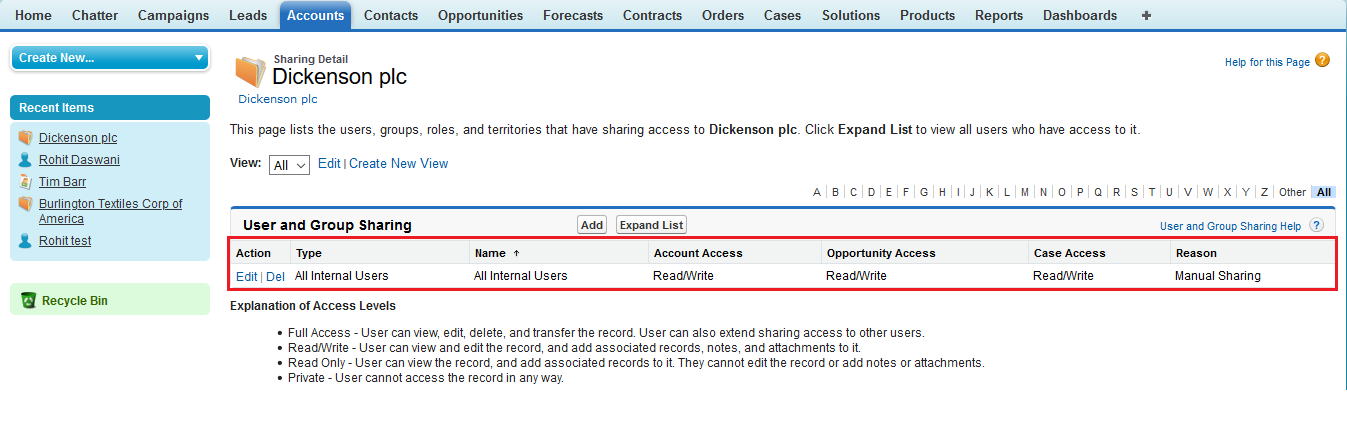 Home Chatter Campaigns Leads Accounts Contacts Opportunities Forecasts Contracts Orders Cases Solutions Products Reports Dashboards +
Create New...
Recent Items
Dickenson plc
Rohit Daswani
Tim Barr
Burlington Textiles Corp of
America
Rohit test
Recycle Bin
Sharing Detail
Dickenson plc
Dickenson plc
Help for this Page ?
This page lists the users, groups, roles, and territories that have sharing access to Dickenson plc. Click Expand List to view all users who have access to it.
View: All Edit | Create New View
A | B | C | D | E | F | G | H | I | J | K | L | M | N | O | P | Q | R | S | T | U | V | W | X | Y | Z | Other All
User and Group Sharing Add Expand List User and Group Sharing Help ?
Action Type Name ↑ Account Access Opportunity Access Case Access Reason
Edit | Del All Internal Users All Internal Users Read/Write Read/Write Read/Write Manual Sharing
Explanation of Access Levels
• Full Access - User can view, edit, delete, and transfer the record. User can also extend sharing access to other users.
• Read/Write - User can view and edit the record, and add associated records, notes, and attachments to it.
• Read Only - User can view the record, and add associated records to it. They cannot edit the record or add notes or attachments.
• Private - User cannot access the record in any way.